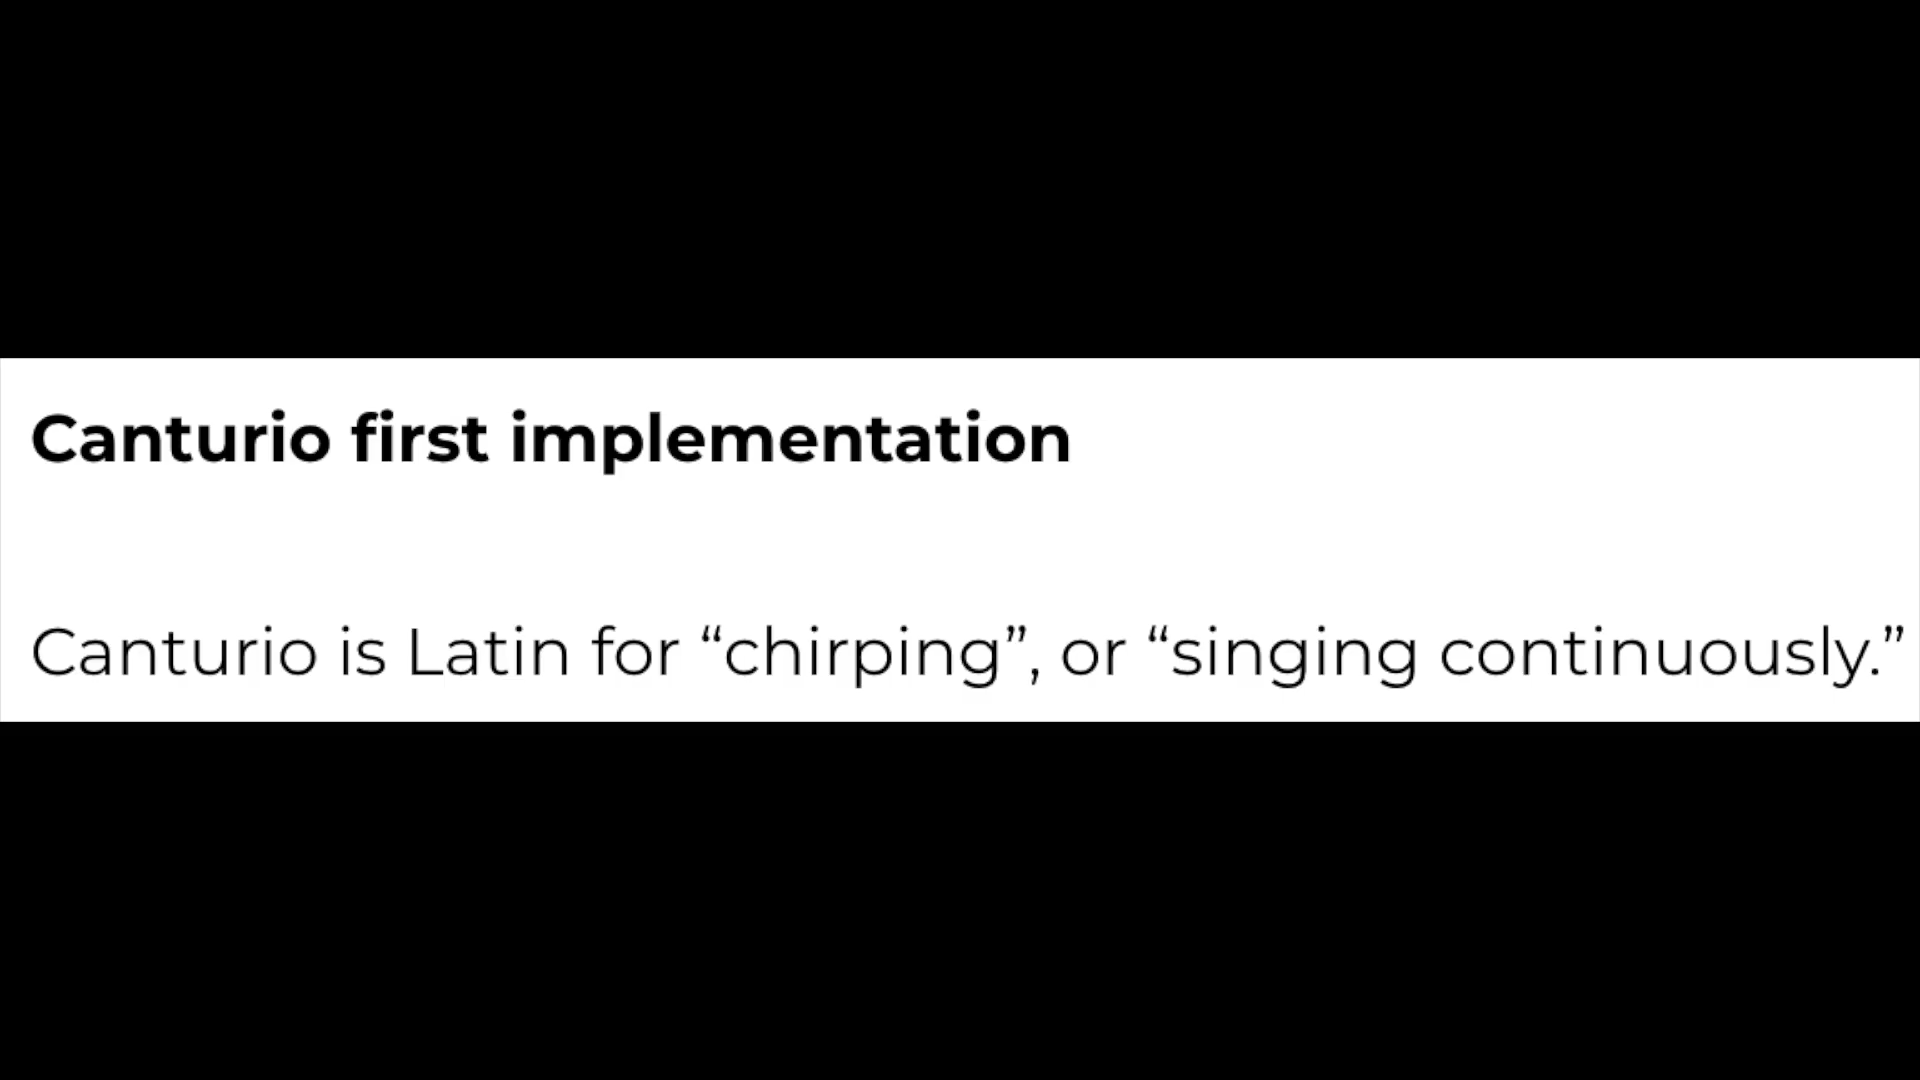 Canturio first implementation
Canturio is Latin for “chirping”, or “singing continuously.”